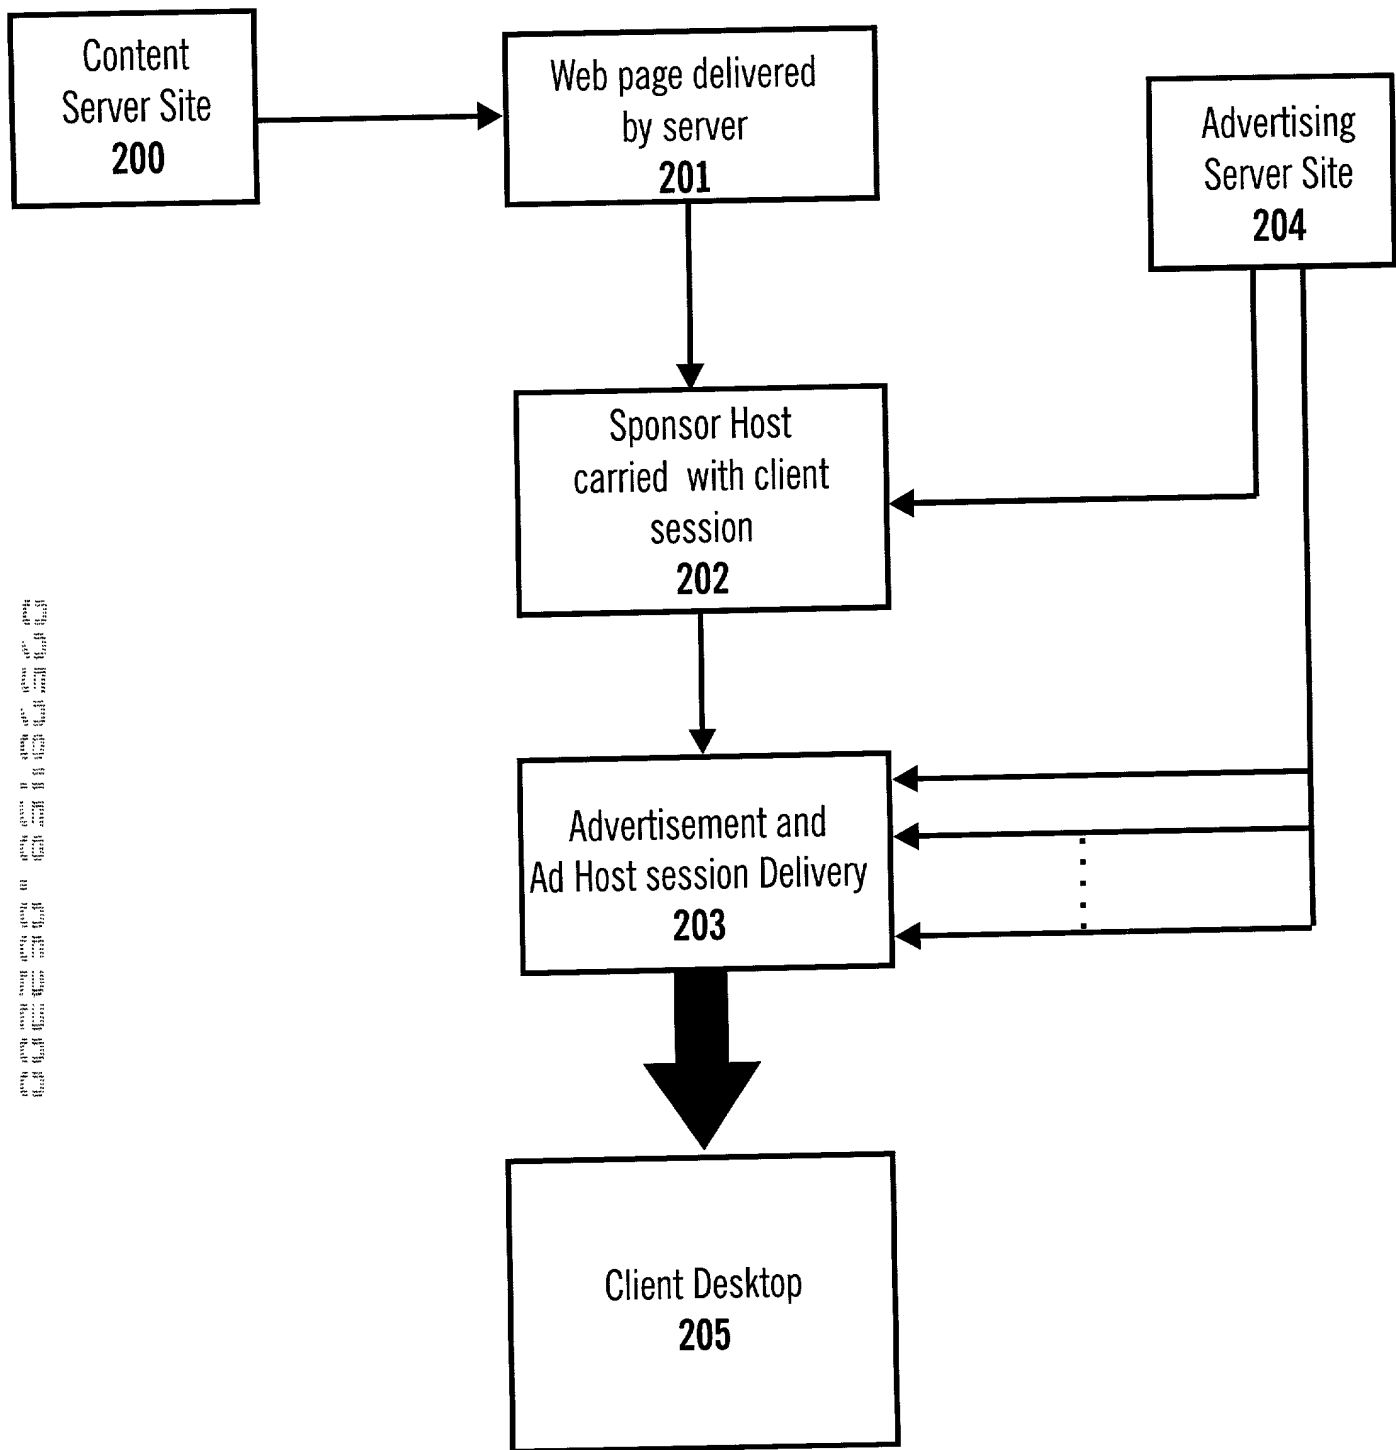 Content
Server Site
200
Web page delivered
by server
201
Advertising
Server Site
204
Sponsor Host
carried with client
session
202
Advertisement and
Ad Host session Delivery
203
Client Desktop
205